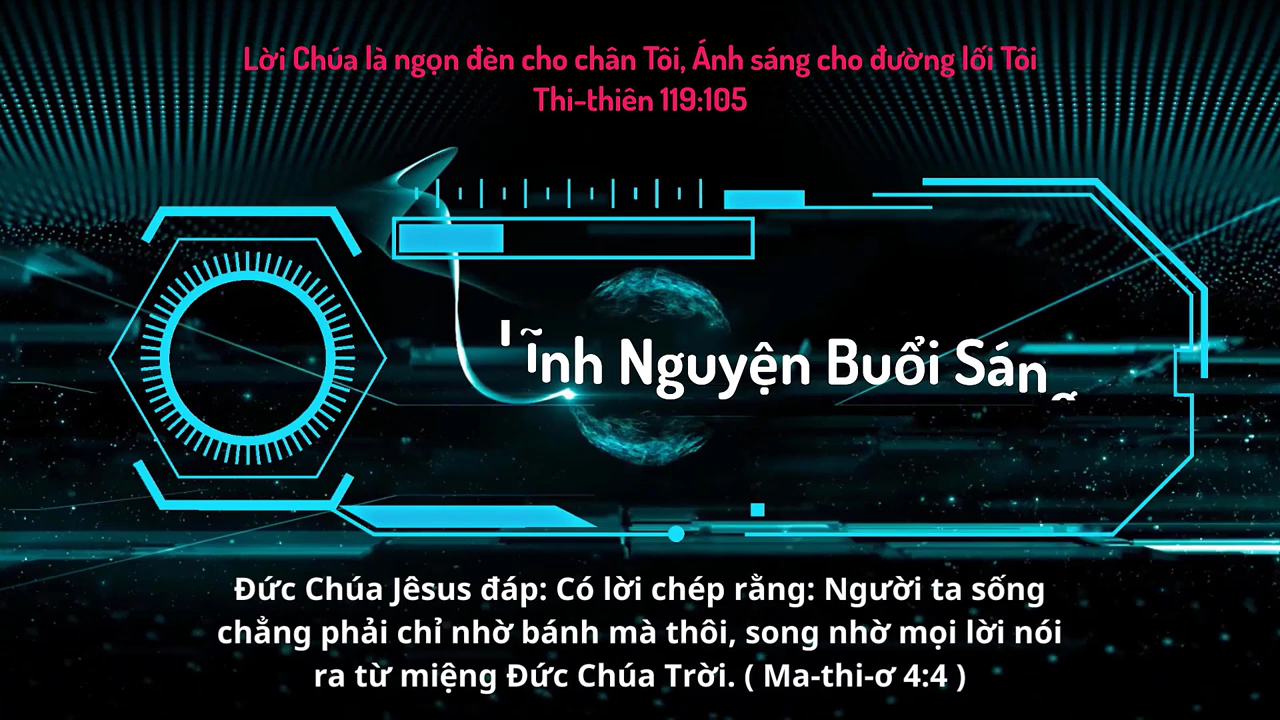 Lời Chúa là ngọn đèn cho chân Tôi, Ánh sáng cho đường lối Tôi
Thi-thiên 119:105
Nguyện Buổi
Đức Chúa Jêsus đáp: Có lời chép rằng: Người ta sống
chẳng phải chỉ nhờ bánh mà thôi, song nhờ mọi lời nói
ra từ miệng Đức Chúa Trời. ( Ma-thi-ơ 4:4 )